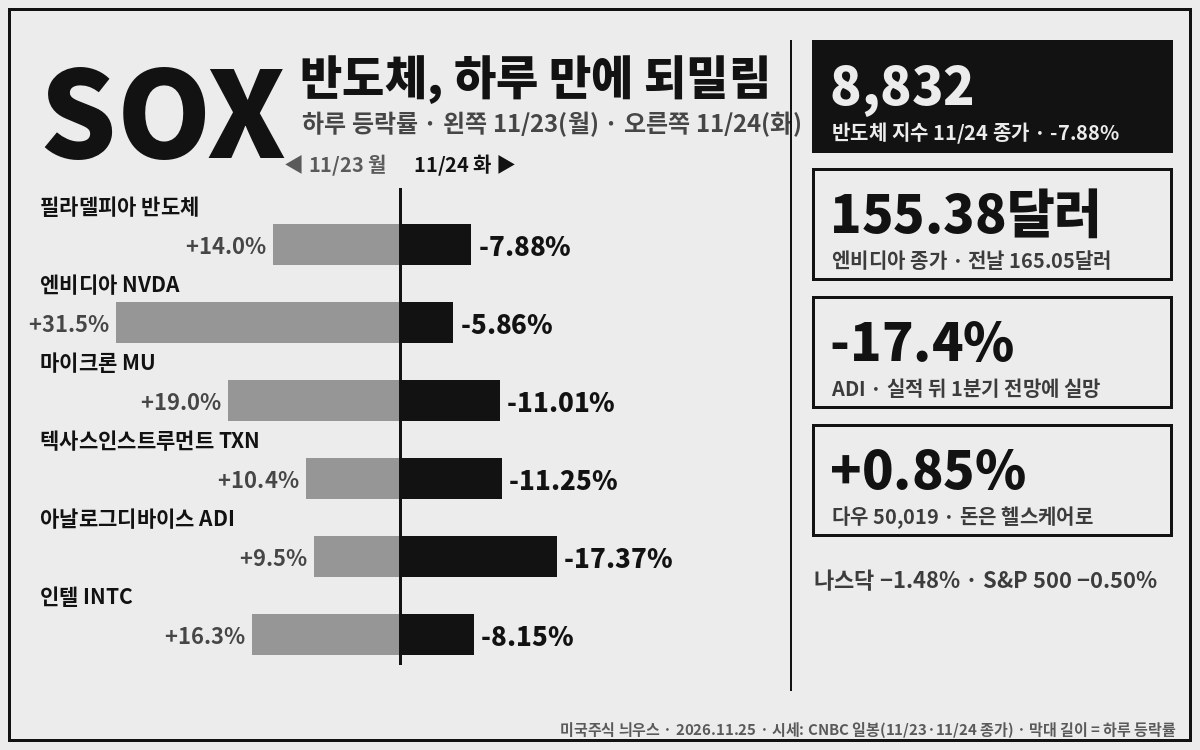 SOX
반도체, 하루 만에 되밀림
하루 등락률 · 왼쪽 11/23(월) · 오른쪽 11/24(화)
◀ 11/23 월 11/24 화 ▶
필라델피아 반도체
+14.0% -7.88%
엔비디아 NVDA
+31.5% -5.86%
마이크론 MU
+19.0% -11.01%
텍사스인스트루먼트 TXN
+10.4% -11.25%
아날로그디바이스 ADI
+9.5% -17.37%
인텔 INTC
+16.3% -8.15%
8,832
반도체 지수 11/24 종가 · -7.88%
155.38달러
엔비디아 종가 · 전날 165.05달러
-17.4%
ADI · 실적 뒤 1분기 전망에 실망
+0.85%
다우 50,019 · 돈은 헬스케어로
나스닥 −1.48% · S&P 500 −0.50%
미국주식 늬우스 · 2026.11.25 · 시세: CNBC 일봉(11/23·11/24 종가) · 막대 길이 = 하루 등락률